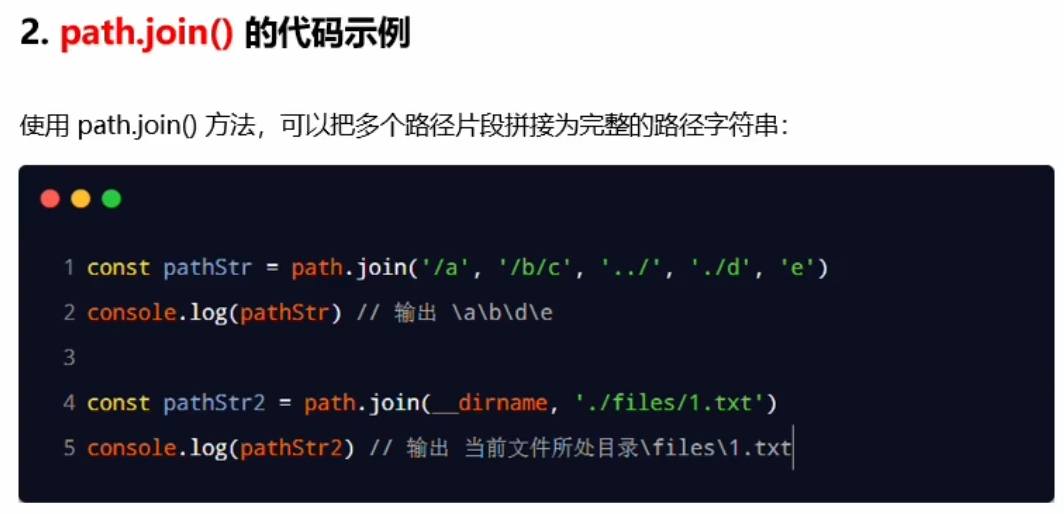 2. path.join() 的代码示例
使用 path.join() 方法，可以把多个路径片段拼接为完整的路径字符串：
1 const pathStr = path.join('/a', '/b/c', '../', './d', 'e')
2 console.log(pathStr) // 输出 \a\b\d\e
3
4 const pathStr2 = path.join(__dirname, './files/1.txt')
5 console.log(pathStr2) // 输出 当前文件所处目录\files\1.txt